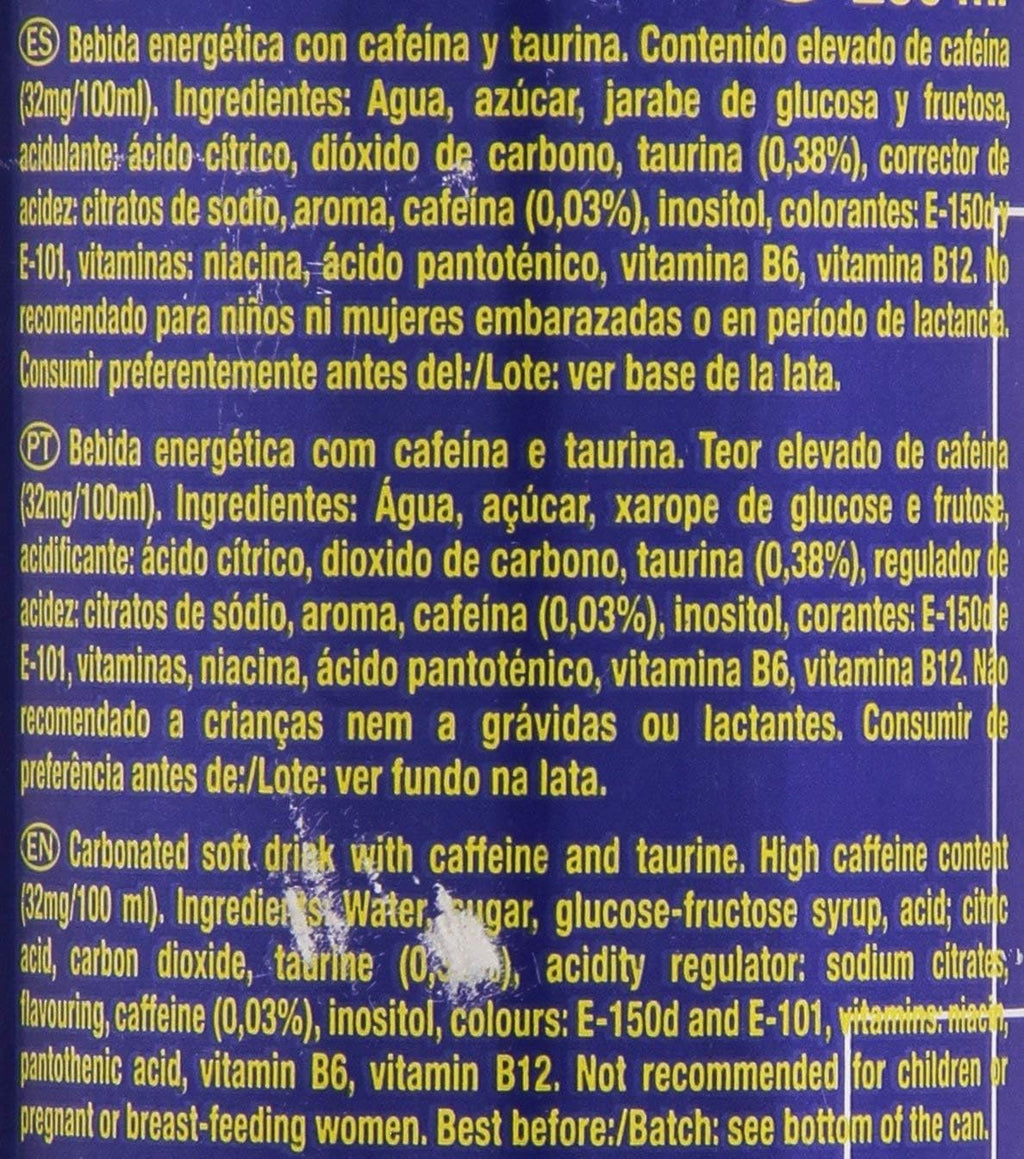 ES Bebida energética con cafeína y taurina. Contenido elevado de cafeína
(32mg/100ml). Ingredientes: Agua, azúcar, jarabe de glucosa y fructosa,
acidulante: ácido cítrico, dióxido de carbono, taurina (0,38%), corrector de
acidez: citratos de sodio, aroma, cafeína (0,03%), inositol, colorantes: E-150d y
E-101, vitaminas: niacina, ácido pantoténico, vitamina B6, vitamina B12. No
recomendado para niños ni mujeres embarazadas o en período de lactancia.
Consumir preferentemente antes del:/Lote: ver base de la lata.
PT Bebida energética com cafeína e taurina. Teor elevado de cafeína
(32mg/100ml). Ingredientes: Água, açúcar, xarope de glucose e frutose,
acidificante: ácido cítrico, dioxido de carbono, taurina (0,38%), regulador de
acidez: citratos de sódio, aroma, cafeína (0,03%), inositol, corantes: E-150d e
E-101, vitaminas, niacina, ácido pantoténico, vitamina B6, vitamina B12. Não
recomendado a crianças nem a grávidas ou lactantes. Consumir de
preferência antes de:/Lote: ver fundo na lata.
EN Carbonated soft drink with caffeine and taurine. High caffeine content
(32mg/100 ml). Ingredients: Water, sugar, glucose-fructose syrup, acid; citric
acid, carbon dioxide, taurine acidity regulator: sodium citrates,
flavouring, caffeine (0,03%), inositol, colours: E-150d and E-101, vitamins: niacin,
pantothenic acid, vitamin B6, vitamin B12. Not recommended for children or
pregnant or breast-feeding women. Best before:/Batch: see bottom of the can.